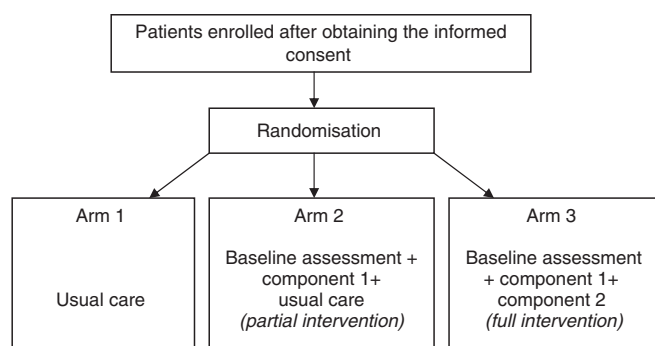 Patients enrolled after obtaining the informed
consent
Randomisation
Arm 1
Usual care
Arm 2
Baseline assessment +
component 1+
usual care
(partial intervention)
Arm 3
Baseline assessment
+ component 1+
component 2
(full intervention)